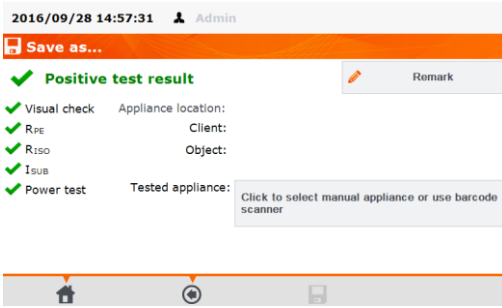 2016/09/28 14:57:31 Admin
Save as...
Positive test result
Remark
Visual check
Appliance location:
RPE
Client:
RISO
Object:
ISUB
Power test
Tested appliance:
Click to select manual appliance or use barcode
scanner